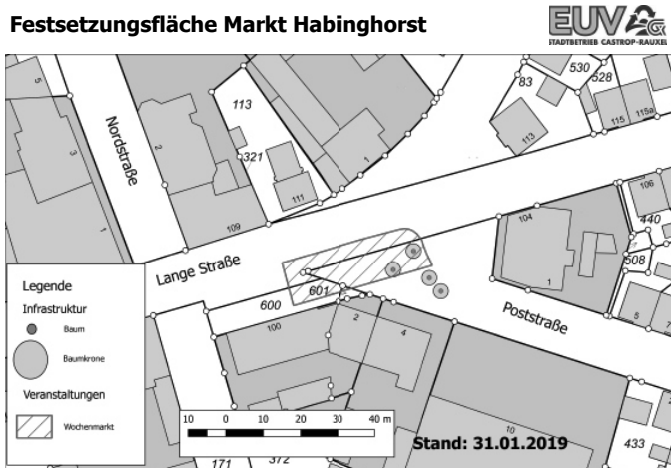 Festsetzungsfläche Markt Habinghorst
EUV
STADTBETRIEB CASTROP-RAUXEL
5
3
1
Nordstraße
2
113
321
111
109
1
83
530
528
113
115
115a
106
440
508
104
1
5
7
Lange Straße
Poststraße
600
601
100
2
4
10
171
372
433
Legende
Infrastruktur
Baum
Baumkrone
Veranstaltungen
Wochenmarkt
10 0 10 20 30 40 m
Stand: 31.01.2019